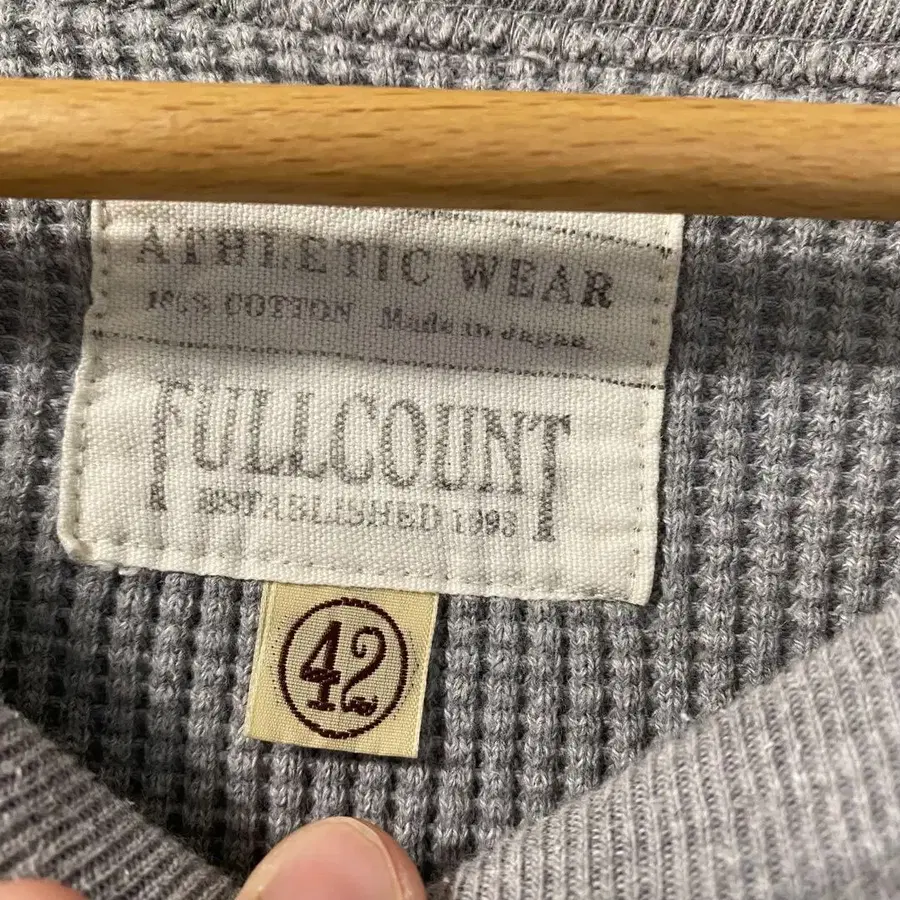 ATHLETIC WEAR
100% COTTON Made in Japan
FULLCOUNT
ESTABLISHED 1993
42